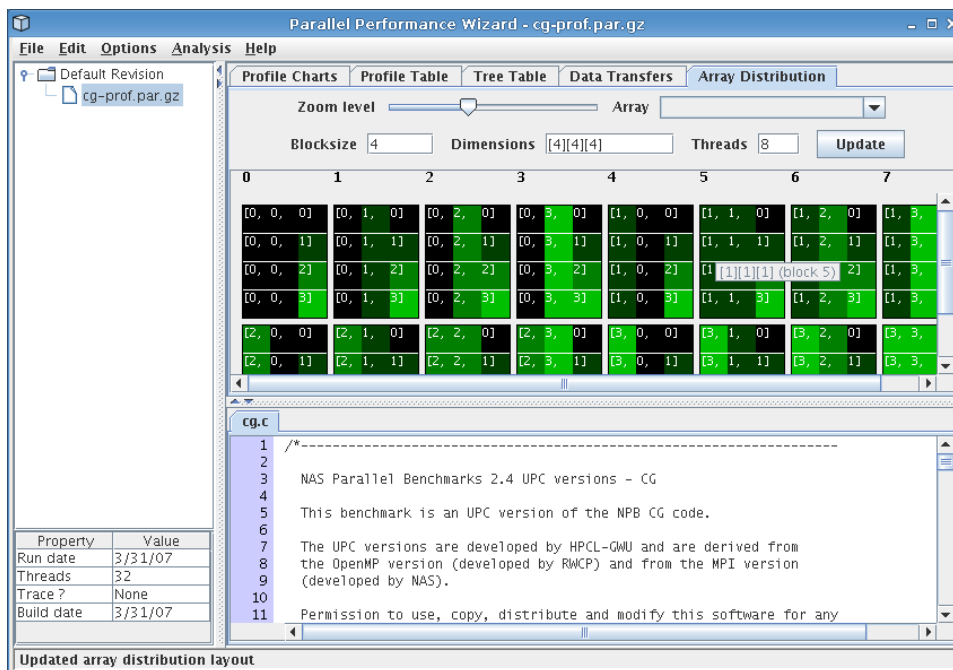 Parallel Performance Wizard - cg-prof.par.gz
File Edit Options Analysis Help
Default Revision
cg-prof.par.gz
Profile Charts Profile Table Tree Table Data Transfers Array Distribution
Zoom level Array
Blocksize 4 Dimensions [4][4][4] Threads 8 Update
0 1 2 3 4 5 6 7
[0, 0, 0] [0, 1, 0] [0, 2, 0] [0, 3, 0] [1, 0, 0] [1, 1, 0] [1, 2, 0] [1, 3,
[0, 0, 1] [0, 1, 1] [0, 2, 1] [0, 3, 1] [1, 0, 1] [1, 1, 1] [1, 2, 1] [1, 3,
[0, 0, 2] [0, 1, 2] [0, 2, 2] [0, 3, 2] [1, 0, 2] [1 [1][1][1] (block 5) 2] [1, 3,
[0, 0, 3] [0, 1, 3] [0, 2, 3] [0, 3, 3] [1, 0, 3] [1, 1, 3] [1, 2, 3] [1, 3,
[2, 0, 0] [2, 1, 0] [2, 2, 0] [2, 3, 0] [3, 0, 0] [3, 1, 0] [3, 2, 0] [3, 3,
[2, 0, 1] [2, 1, 1] [2, 2, 1] [2, 3, 1] [3, 0, 1] [3, 1, 1] [3, 2, 1] [3, 3,
cg.c
1 /*---------------------------------------------------------------------
2
3 NAS Parallel Benchmarks 2.4 UPC versions - CG
4
5 This benchmark is an UPC version of the NPB CG code.
6
7 The UPC versions are developed by HPCL-GWU and are derived from
8 the OpenMP version (developed by RWCP) and from the MPI version
9 (developed by NAS).
10
11 Permission to use, copy, distribute and modify this software for any
Property Value
Run date 3/31/07
Threads 32
Trace ? None
Build date 3/31/07
Updated array distribution layout